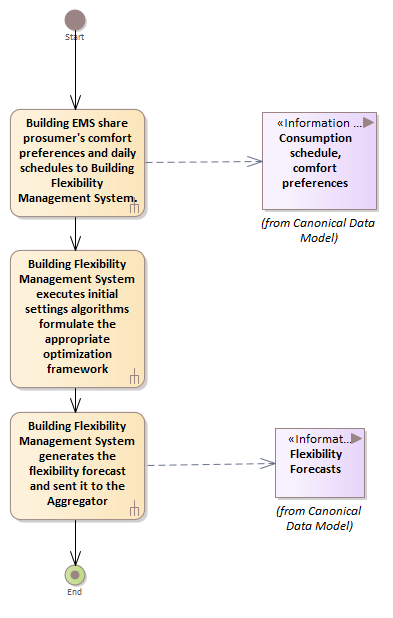 Start
Building EMS share
prosumer's comfort
preferences and daily
schedules to Building
Flexibility
Management System.
«Information ...
Consumption
schedule,
comfort
preferences
(from Canonical Data
Model)
Building Flexibility
Management System
executes initial
settings algorithms
formulate the
appropriate
optimization
framework
Building Flexibility
Management System
generates the
flexibility forecast
and sent it to the
Aggregator
«Informat...
Flexibility
Forecasts
(from Canonical
Data Model)
End